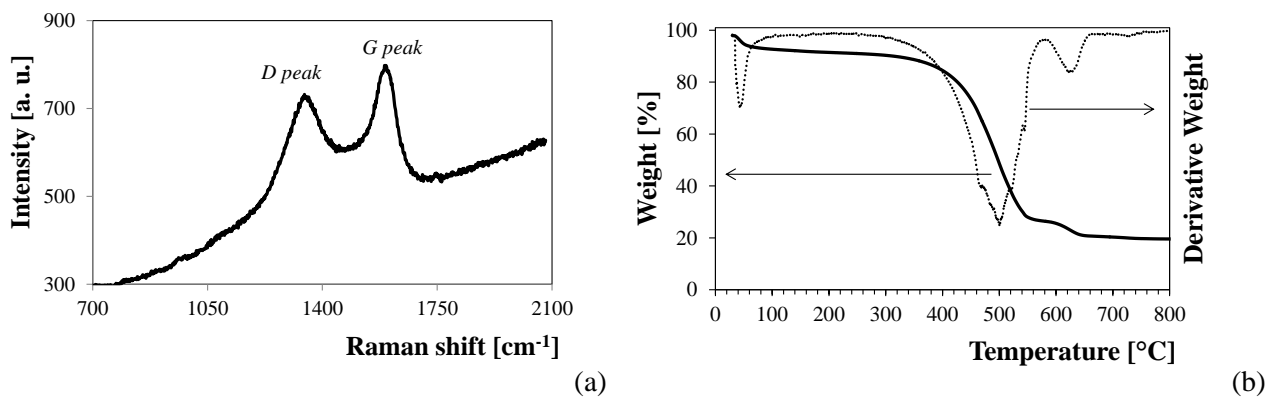 900
700
500
300
700
1050
1400
1750
2100
Intensity [a. u.]
D peak
G peak
Raman shift [cm-1]
(a)
100
80
60
40
20
0
0
100
200
300
400
500
600
700
800
Weight [%]
Derivative Weight
Temperature [°C]
(b)